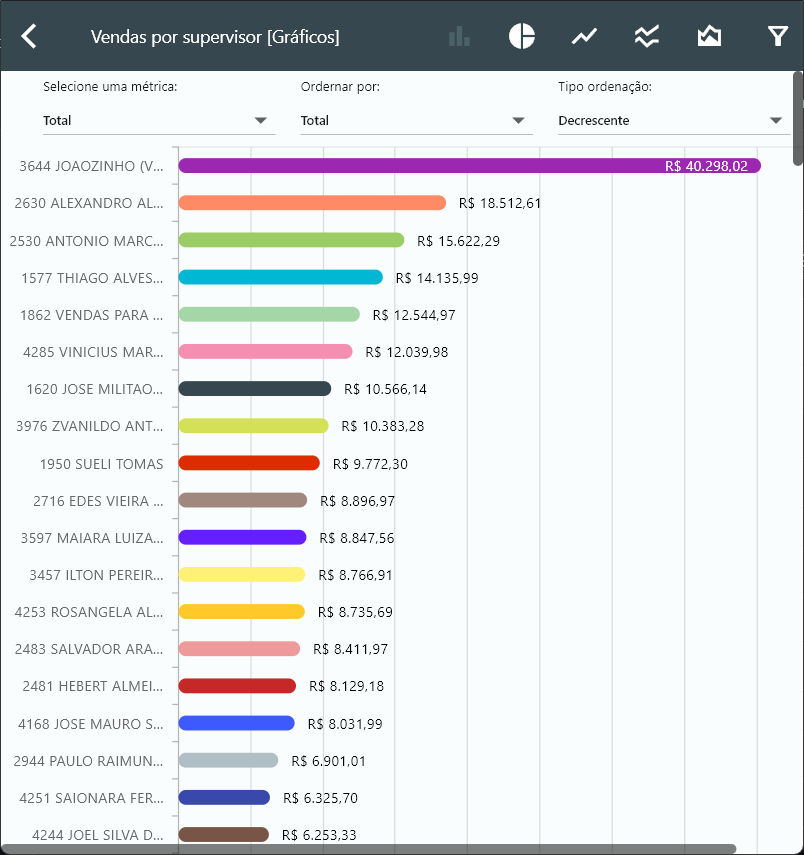 Vendas por supervisor [Gráficos]
Selecione uma métrica: Ordernar por: Tipo ordenação:
Total Total Decrescente
3644 JOAOZINHO (V... R$ 40.298,02
2630 ALEXANDRO AL... R$ 18.512,61
2530 ANTONIO MARC... R$ 15.622,29
1577 THIAGO ALVES... R$ 14.135,99
1862 VENDAS PARA ... R$ 12.544,97
4285 VINICIUS MAR... R$ 12.039,98
1620 JOSE MILITAO... R$ 10.566,14
3976 ZVANILDO ANT... R$ 10.383,28
1950 SUELI TOMAS R$ 9.772,30
2716 EDES VIEIRA ... R$ 8.896,97
3597 MAIARA LUIZA... R$ 8.847,56
3457 ILTON PEREIR... R$ 8.766,91
4253 ROSANGELA AL... R$ 8.735,69
2483 SALVADOR ARA... R$ 8.411,97
2481 HEBERT ALMEI... R$ 8.129,18
4168 JOSE MAURO S... R$ 8.031,99
2944 PAULO RAIMUN... R$ 6.901,01
4251 SAIONARA FER... R$ 6.325,70
4244 JOEL SILVA D... R$ 6.253,33